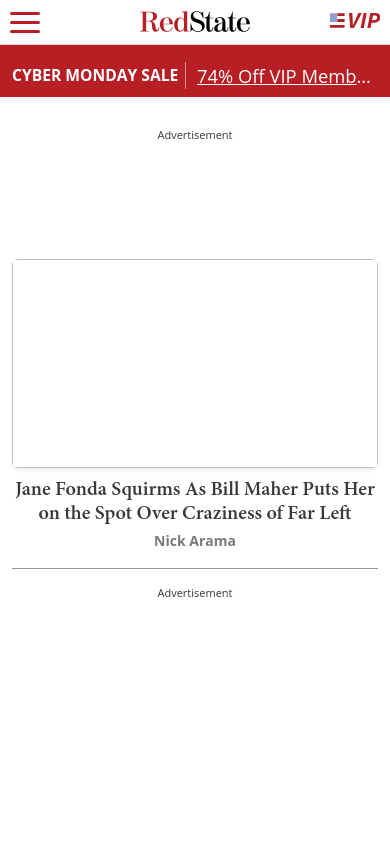 RedState
VIP
CYBER MONDAY SALE
74% Off VIP Memb...
Advertisement
Jane Fonda Squirms As Bill Maher Puts Her
on the Spot Over Craziness of Far Left
Nick Arama
Advertisement